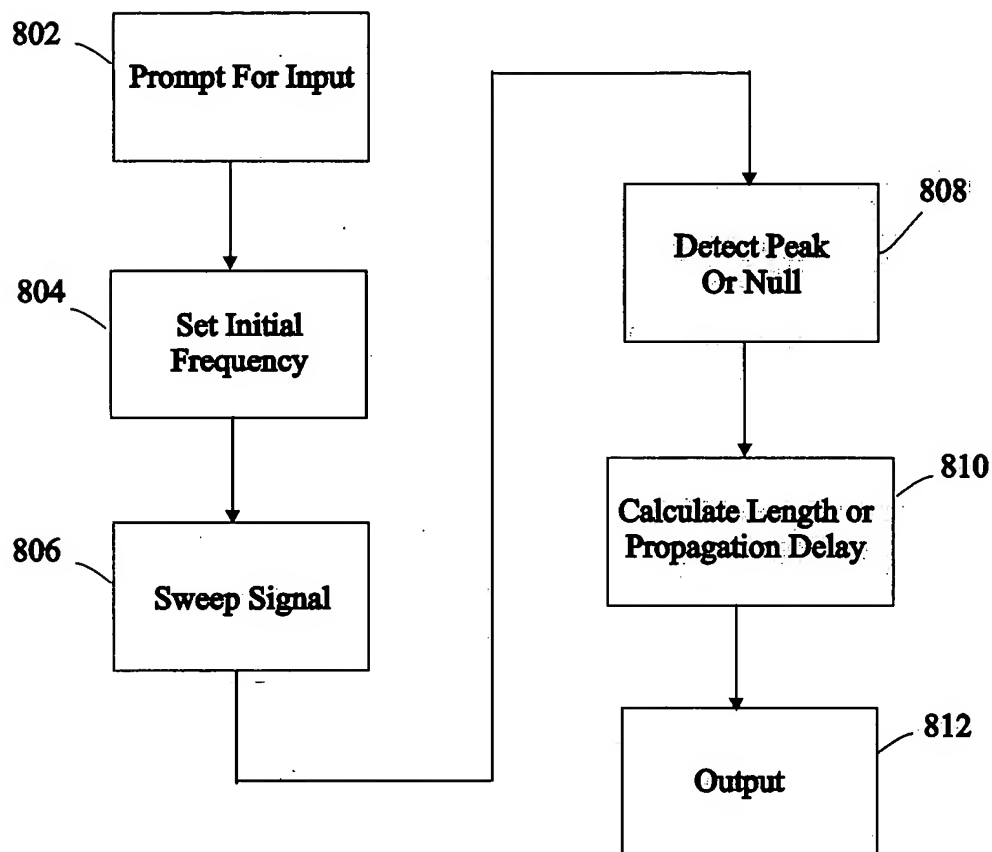 802
Prompt For Input
804
Set Initial
Frequency
806
Sweep Signal
808
Detect Peak
Or Null
810
Calculate Length or
Propagation Delay
812
Output